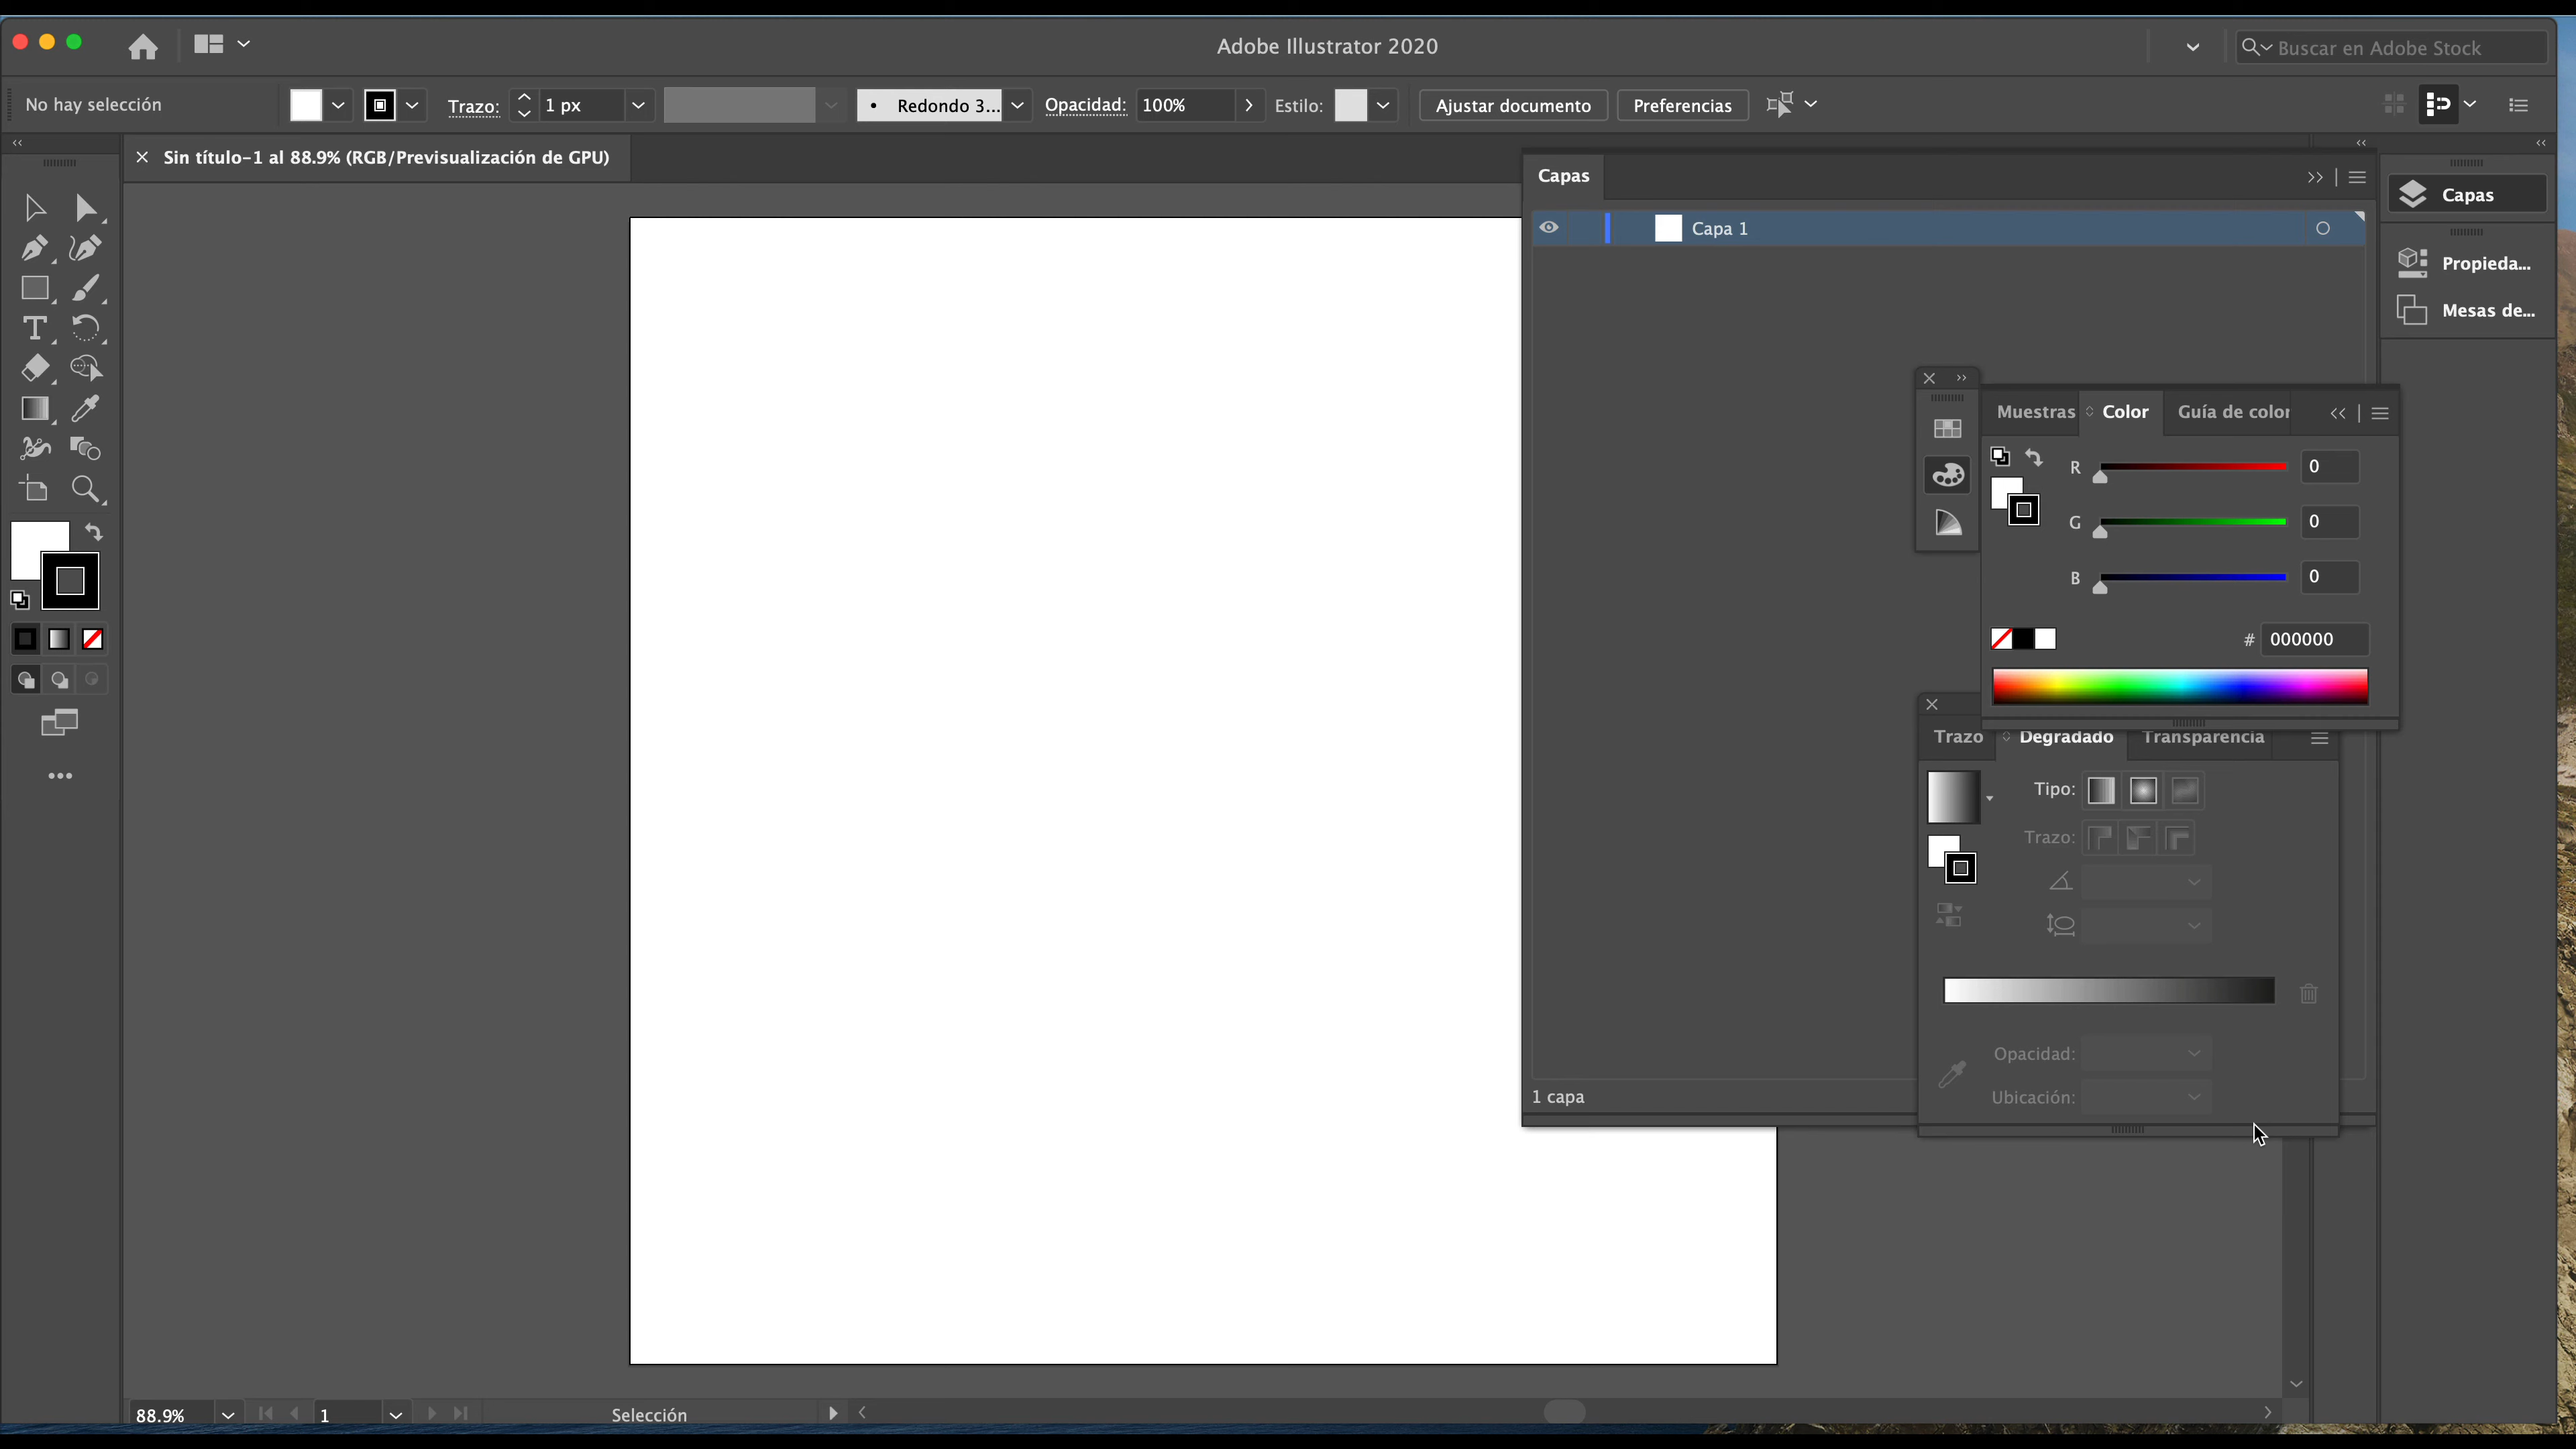 Adobe Illustrator 2020
Buscar en Adobe Stock
No hay selección
Trazo:
1 px
Redondo 3...
Opacidad:
100%
Estilo:
Ajustar documento
Preferencias
Sin título-1 al 88.9% (RGB/Previsualización de GPU)
Capas
Capa 1
Capas
Propieda...
Mesas de...
Muestras
Color
Guía de color
R
0
G
0
B
0
#
000000
Trazo
Degradado
Transparencia
Tipo:
Trazo:
Opacidad:
Ubicación:
1 capa
88.9%
1
Selección